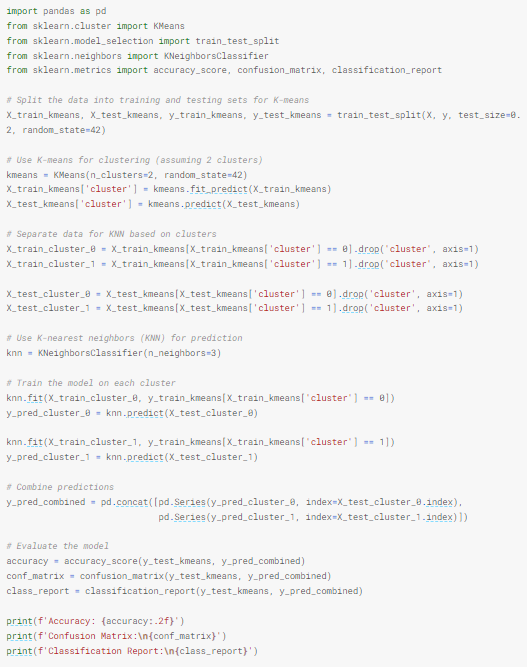 import pandas as pd
from sklearn.cluster import KMeans
from sklearn.model_selection import train_test_split
from sklearn.neighbors import KNeighborsClassifier
from sklearn.metrics import accuracy_score, confusion_matrix, classification_report
# Split the data into training and testing sets for K-means
X_train_kmeans, X_test_kmeans, y_train_kmeans, y_test_kmeans = train_test_split(X, y, test_size=0.
2, random_state=42)
# Use K-means for clustering (assuming 2 clusters)
kmeans = KMeans(n_clusters=2, random_state=42)
X_train_kmeans['cluster'] = kmeans.fit_predict(X_train_kmeans)
X_test_kmeans['cluster'] = kmeans.predict(X_test_kmeans)
# Separate data for KNN based on clusters
X_train_cluster_0 = X_train_kmeans[X_train_kmeans['cluster'] == 0].drop('cluster', axis=1)
X_train_cluster_1 = X_train_kmeans[X_train_kmeans['cluster'] == 1].drop('cluster', axis=1)
X_test_cluster_0 = X_test_kmeans[X_test_kmeans['cluster'] == 0].drop('cluster', axis=1)
X_test_cluster_1 = X_test_kmeans[X_test_kmeans['cluster'] == 1].drop('cluster', axis=1)
# Use K-nearest neighbors (KNN) for prediction
knn = KNeighborsClassifier(n_neighbors=3)
# Train the model on each cluster
knn.fit(X_train_cluster_0, y_train_kmeans[X_train_kmeans['cluster'] == 0])
y_pred_cluster_0 = knn.predict(X_test_cluster_0)
knn.fit(X_train_cluster_1, y_train_kmeans[X_train_kmeans['cluster'] == 1])
y_pred_cluster_1 = knn.predict(X_test_cluster_1)
# Combine predictions
y_pred_combined = pd.concat([pd.Series(y_pred_cluster_0, index=X_test_cluster_0.index),
pd.Series(y_pred_cluster_1, index=X_test_cluster_1.index)])
# Evaluate the model
accuracy = accuracy_score(y_test_kmeans, y_pred_combined)
conf_matrix = confusion_matrix(y_test_kmeans, y_pred_combined)
class_report = classification_report(y_test_kmeans, y_pred_combined)
print(f'Accuracy: {accuracy:.2f}')
print(f'Confusion Matrix:\n{conf_matrix}')
print(f'Classification Report:\n{class_report}')